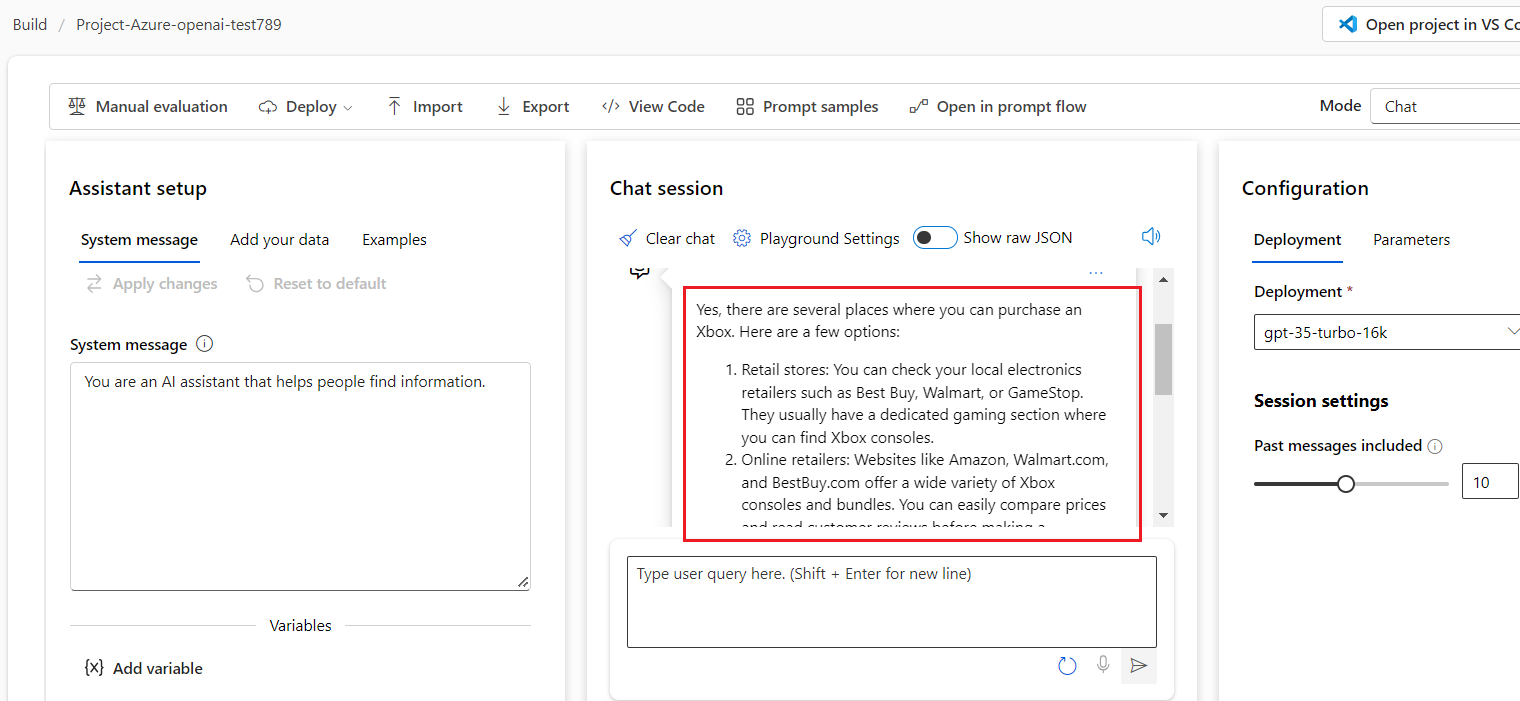 Build / Project-Azure-openai-test789
Open project in VS Co
Manual evaluation
Deploy
Import
Export
View Code
Prompt samples
Open in prompt flow
Mode
Chat
Assistant setup
System message
Add your data
Examples
Apply changes
Reset to default
System message
You are an AI assistant that helps people find information.
Variables
{x} Add variable
Chat session
Clear chat
Playground Settings
Show raw JSON
Yes, there are several places where you can purchase an
Xbox. Here are a few options:
1. Retail stores: You can check your local electronics
retailers such as Best Buy, Walmart, or GameStop.
They usually have a dedicated gaming section where
you can find Xbox consoles.
2. Online retailers: Websites like Amazon, Walmart.com,
and BestBuy.com offer a wide variety of Xbox
consoles and bundles. You can easily compare prices
and read customer reviews before making a
Type user query here. (Shift + Enter for new line)
Configuration
Deployment
Parameters
Deployment *
gpt-35-turbo-16k
Session settings
Past messages included
10